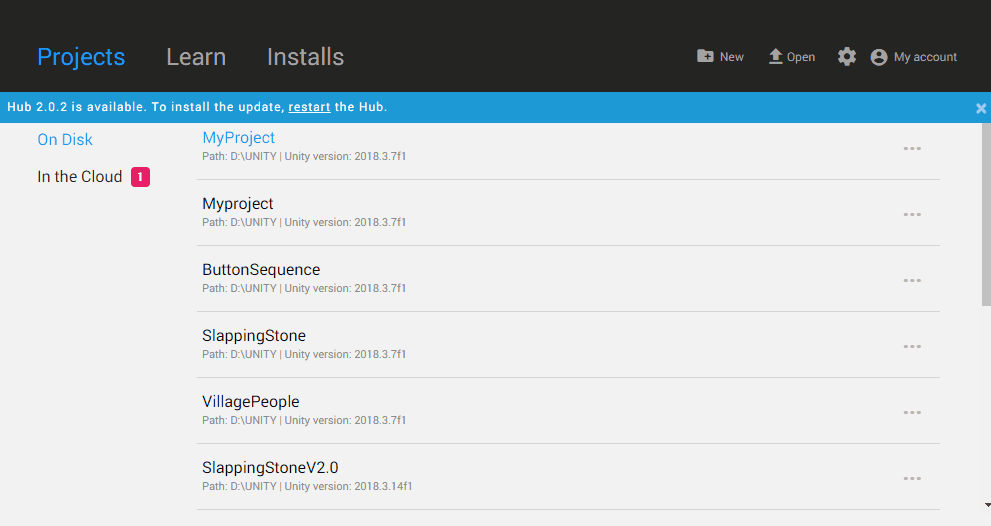 Projects Learn Installs New Open My account
Hub 2.0.2 is available. To install the update, restart the Hub.
On Disk
In the Cloud 1
MyProject
Path: D:\UNITY | Unity version: 2018.3.7f1
Myproject
Path: D:\UNITY | Unity version: 2018.3.7f1
ButtonSequence
Path: D:\UNITY | Unity version: 2018.3.7f1
SlappingStone
Path: D:\UNITY | Unity version: 2018.3.7f1
VillagePeople
Path: D:\UNITY | Unity version: 2018.3.7f1
SlappingStoneV2.0
Path: D:\UNITY | Unity version: 2018.3.14f1